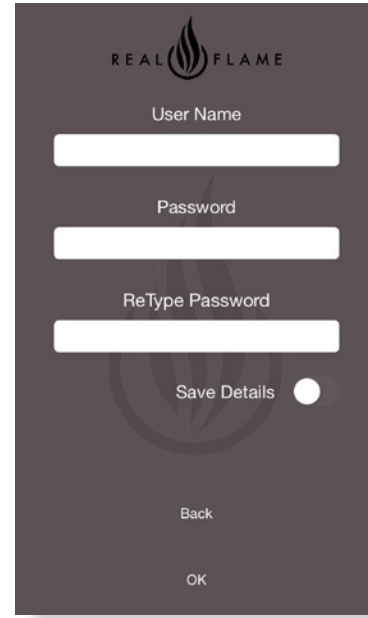 REAL FLAME
User Name
Password
ReType Password
Save Details
Back
OK